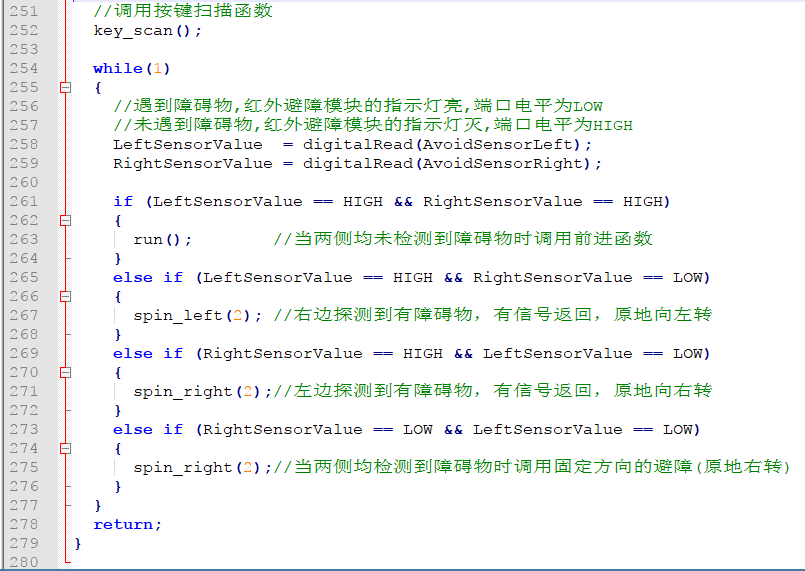 251 //调用按键扫描函数
252 key_scan();
253
254 while(1)
255 {
256 //遇到障碍物,红外避障模块的指示灯亮,端口电平为LOW
257 //未遇到障碍物,红外避障模块的指示灯灭,端口电平为HIGH
258 LeftSensorValue  = digitalRead(AvoidSensorLeft);
259 RightSensorValue = digitalRead(AvoidSensorRight);
260
261 if (LeftSensorValue == HIGH && RightSensorValue == HIGH)
262 {
263 run();        //当两侧均未检测到障碍物时调用前进函数
264 }
265 else if (LeftSensorValue == HIGH && RightSensorValue == LOW)
266 {
267 spin_left(2); //右边探测到有障碍物，有信号返回，原地向左转
268 }
269 else if (RightSensorValue == HIGH && LeftSensorValue == LOW)
270 {
271 spin_right(2);//左边探测到有障碍物，有信号返回，原地向右转
272 }
273 else if (RightSensorValue == LOW && LeftSensorValue == LOW)
274 {
275 spin_right(2);//当两侧均检测到障碍物时调用固定方向的避障(原地右转)
276 }
277 }
278 return;
279 }
280